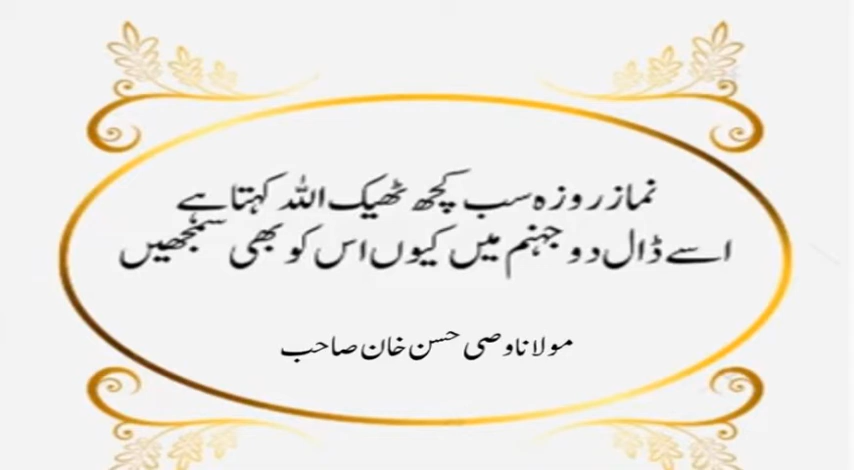 نماز روزہ سب کچھ ٹھیک اللہ کہتا ہے
اسے ڈال دو جہنم میں کیوں اس کو بھی سمجھیں
مولانا وصی حسن خان صاحب